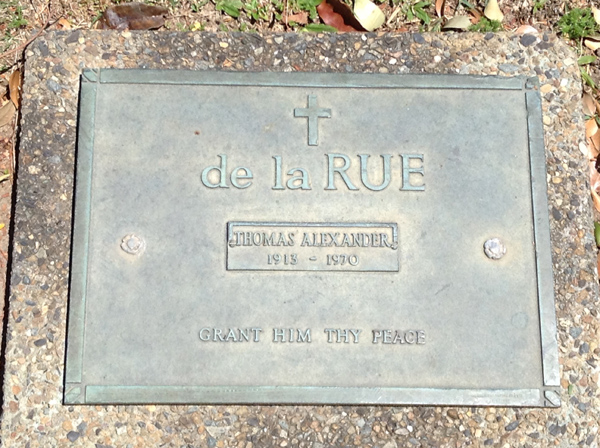 de la RUE
THOMAS ALEXANDER
1913 - 1970
GRANT HIM THY PEACE